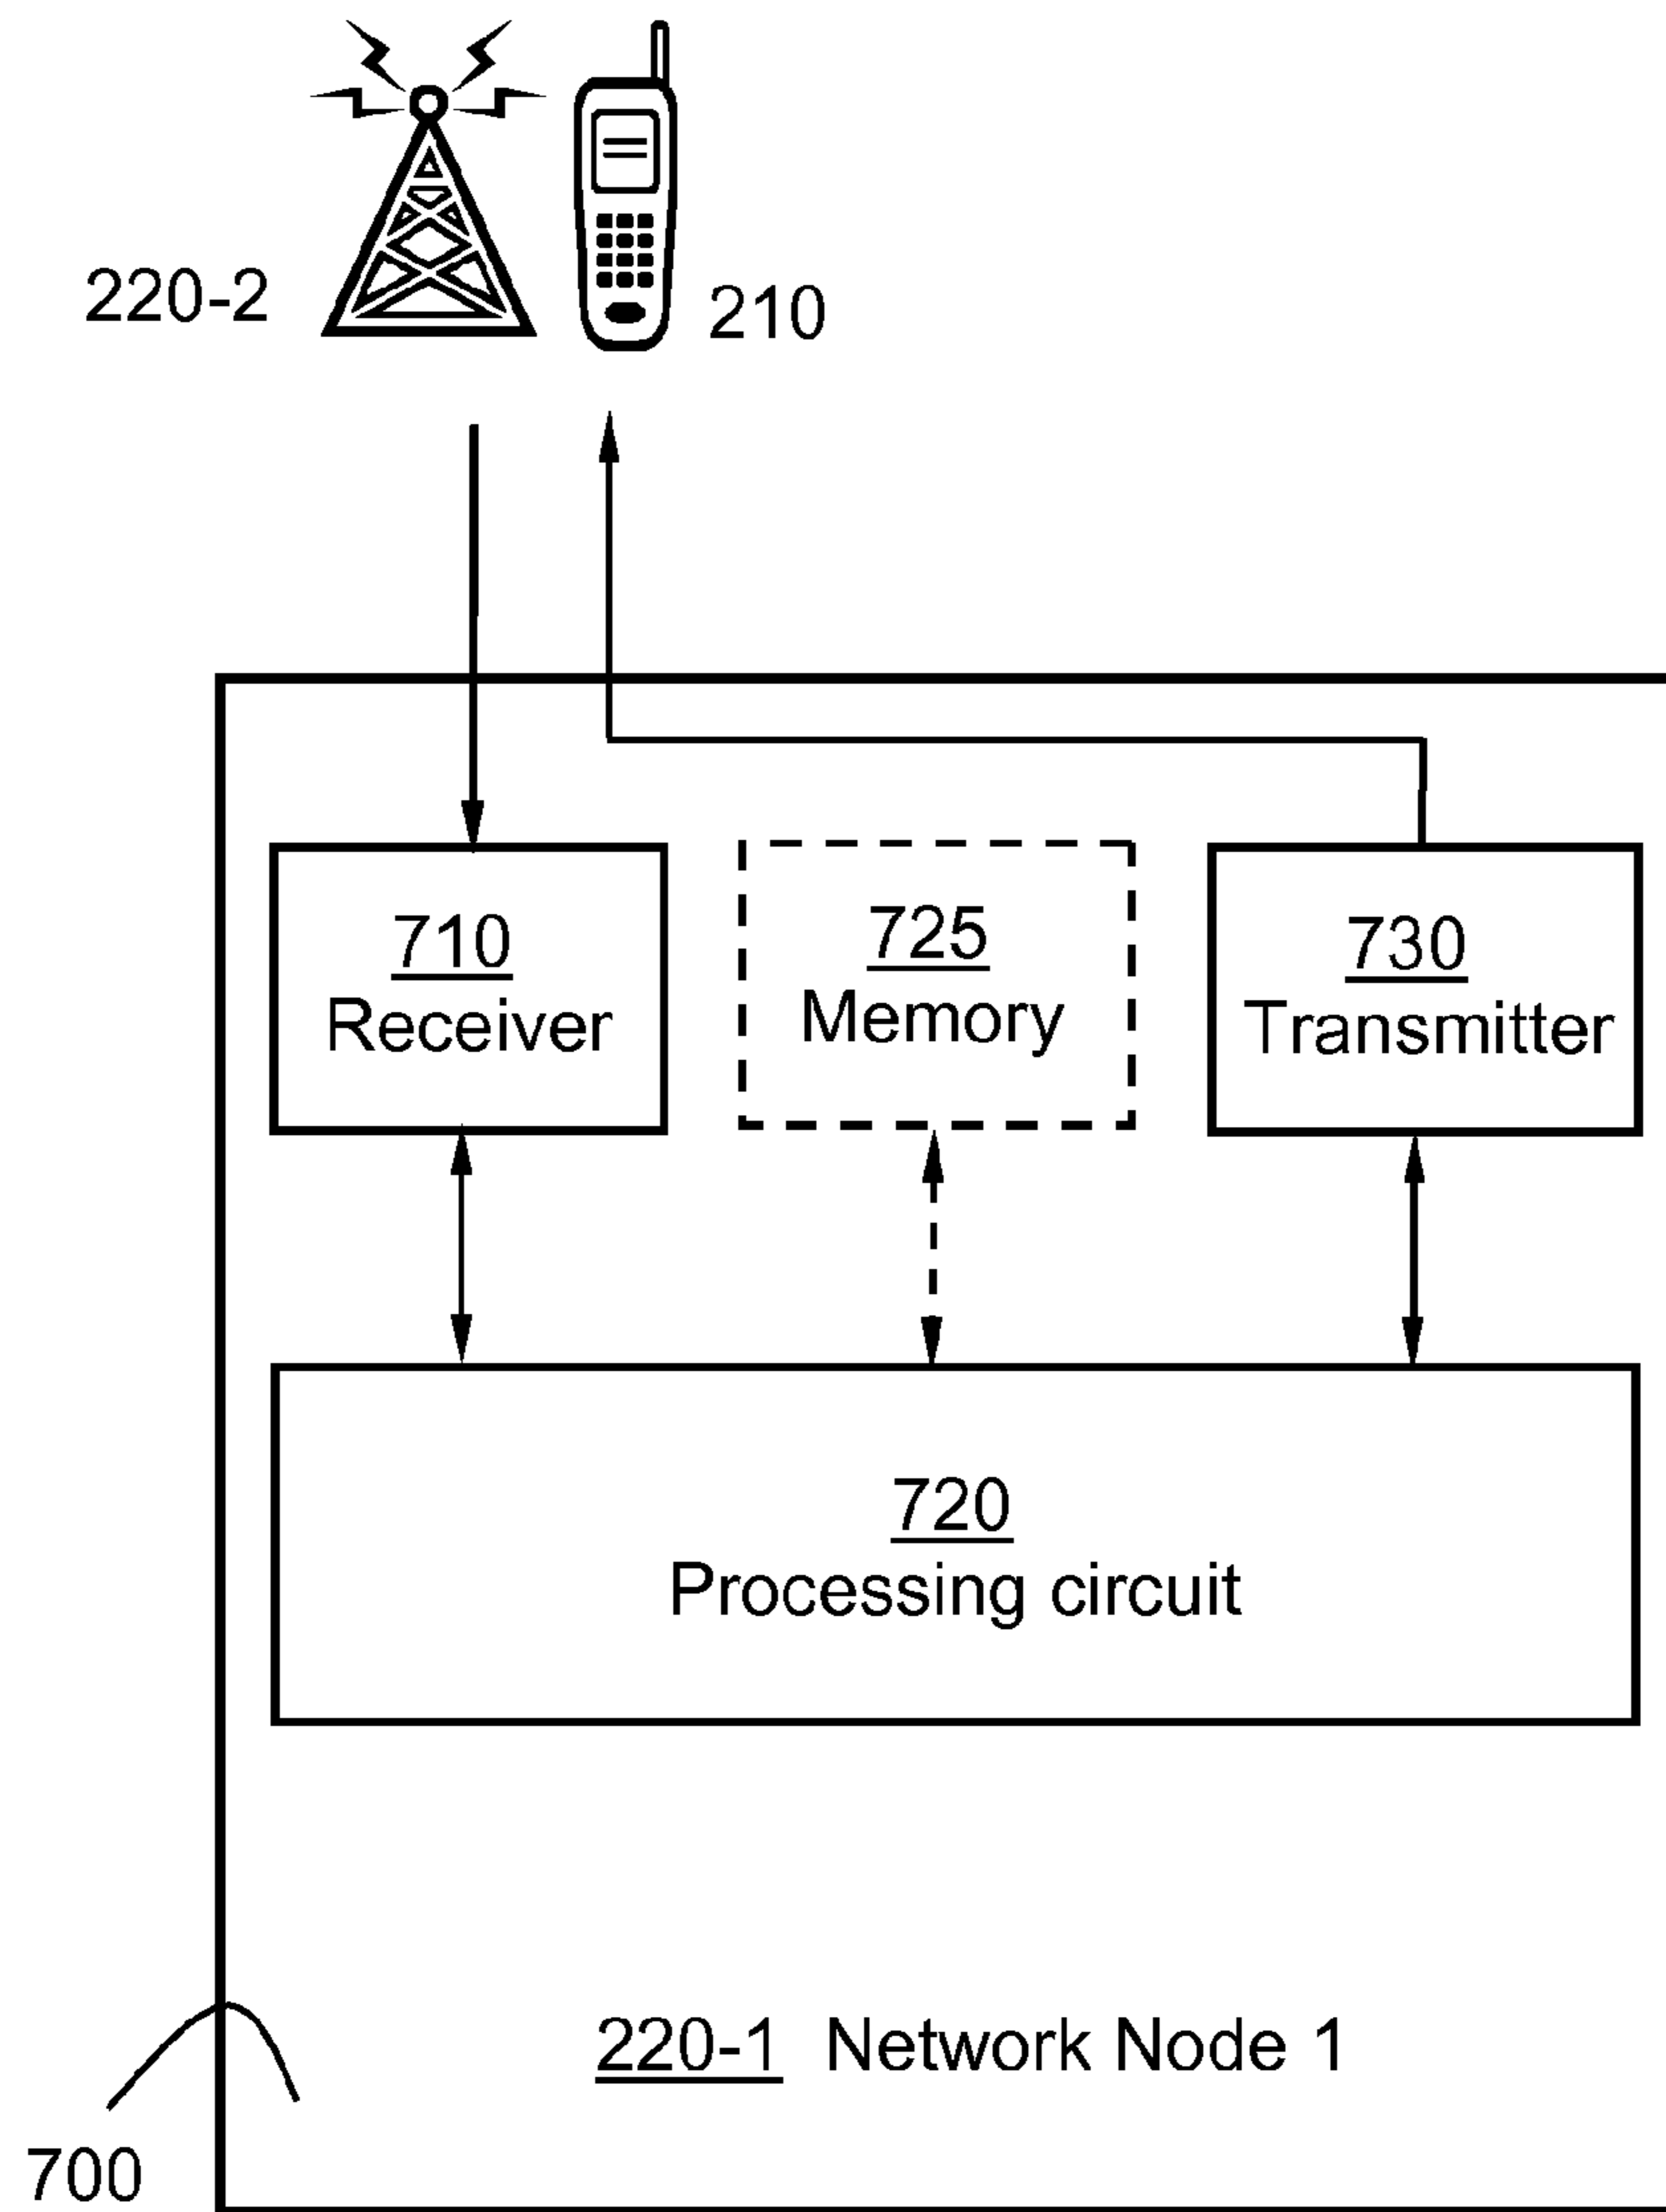 220-2
210
710
Receiver
725
Memory
730
Transmitter
720
Processing circuit
220-1 Network Node 1
700